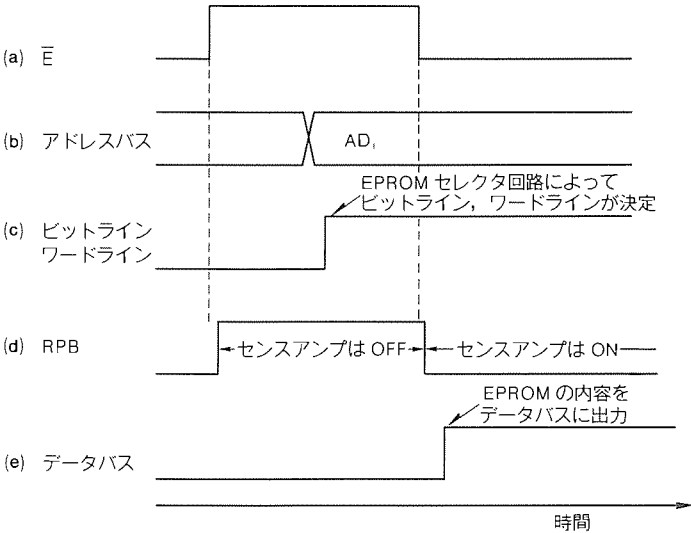 (a) E̅
(b) アドレスバス AD₁
EPROM セレクタ回路によって
ビットライン，ワードラインが決定
(c) ビットライン
ワードライン
(d) RPB センスアンプは OFF センスアンプは ON
EPROM の内容を
データバスに出力
(e) データバス
時間